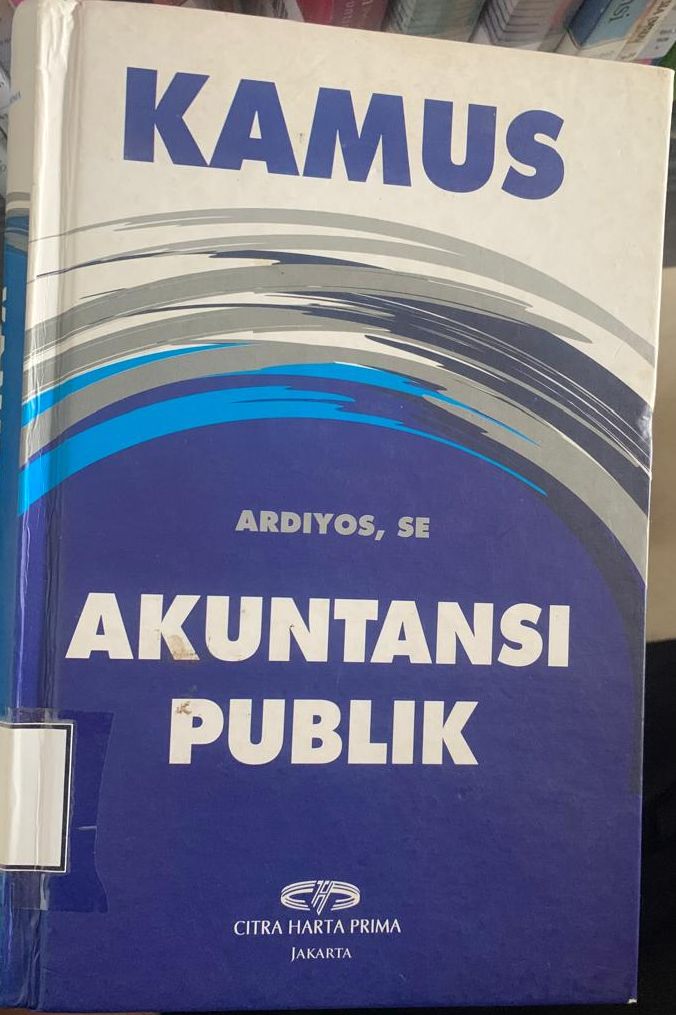 KAMUS
ARDIYOS, SE
AKUNTANSI
PUBLIK
CITRA HARTA PRIMA
JAKARTA